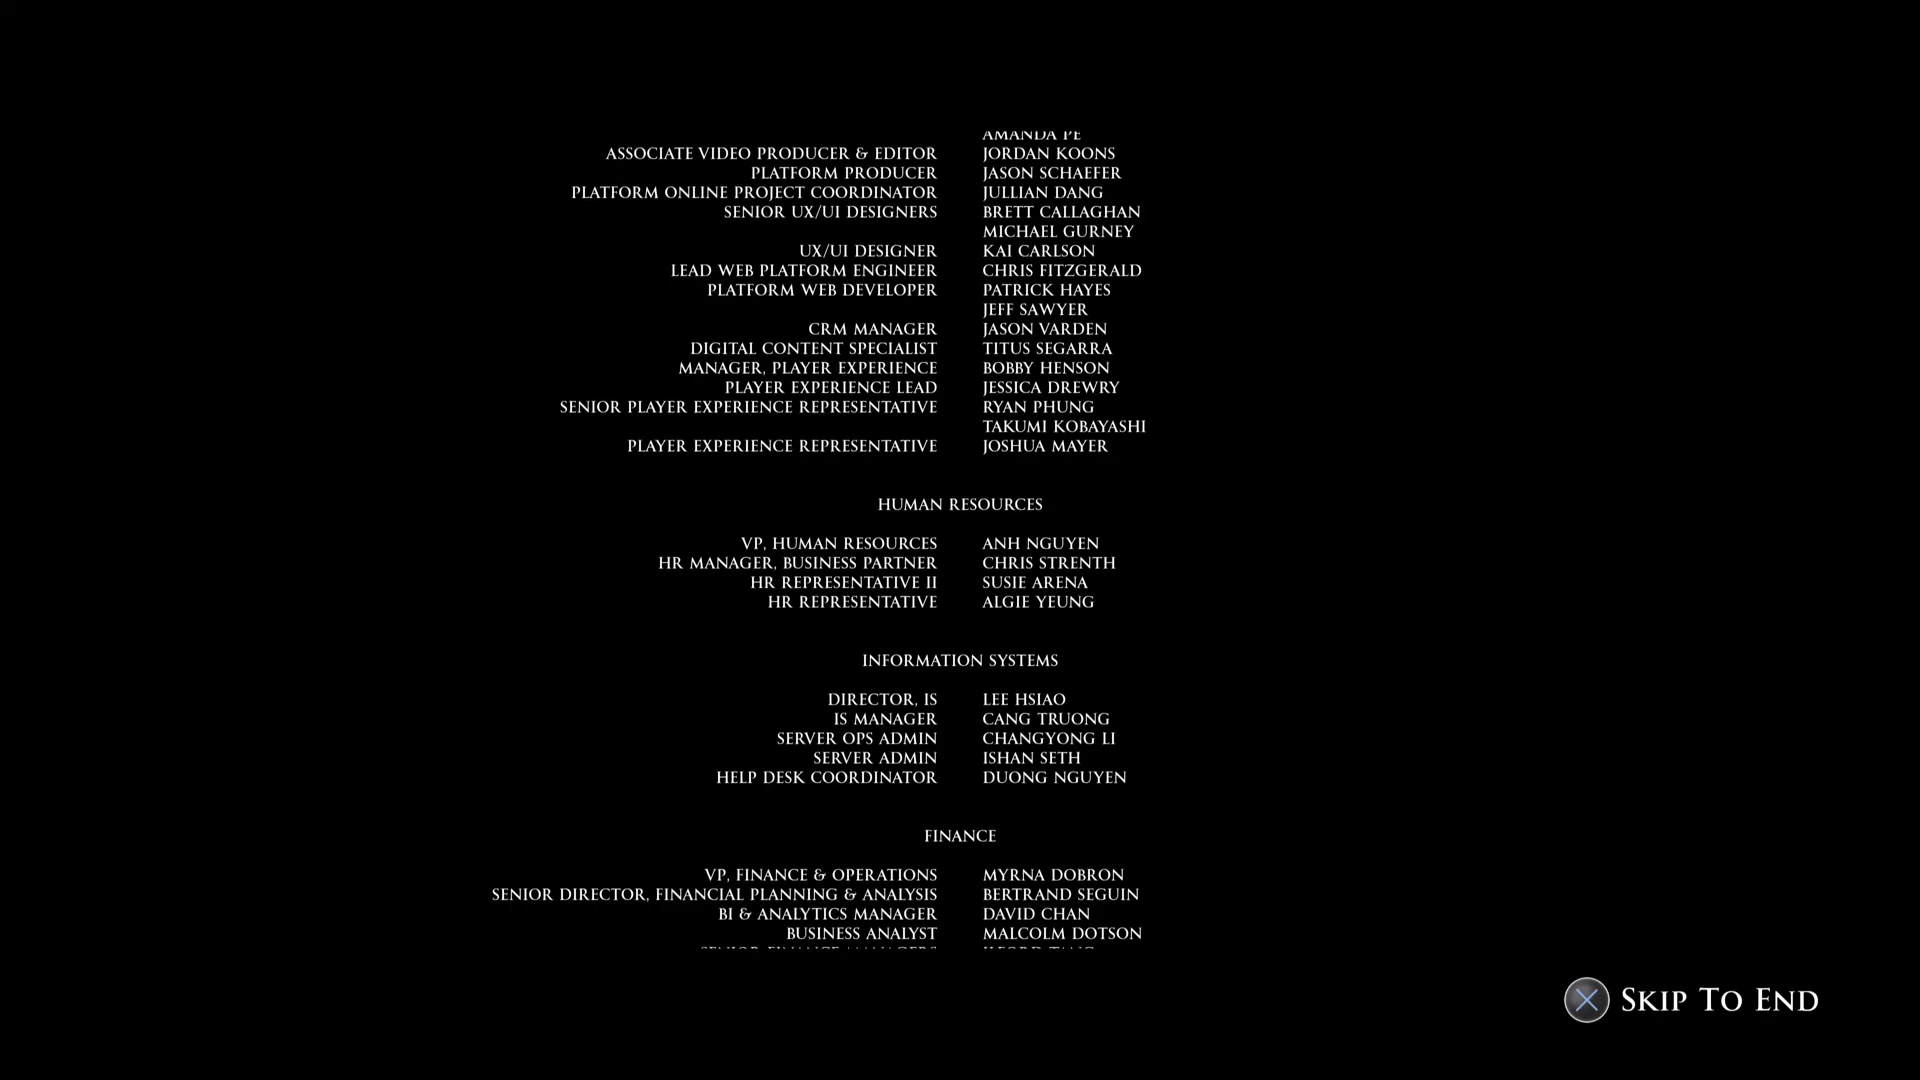 AMANDA PE
ASSOCIATE VIDEO PRODUCER & EDITOR JORDAN KOONS
PLATFORM PRODUCER JASON SCHAEFER
PLATFORM ONLINE PROJECT COORDINATOR JULLIAN DANG
SENIOR UX/UI DESIGNERS BRETT CALLAGHAN
MICHAEL GURNEY
UX/UI DESIGNER KAI CARLSON
LEAD WEB PLATFORM ENGINEER CHRIS FITZGERALD
PLATFORM WEB DEVELOPER PATRICK HAYES
JEFF SAWYER
CRM MANAGER JASON VARDEN
DIGITAL CONTENT SPECIALIST TITUS SEGARRA
MANAGER, PLAYER EXPERIENCE BOBBY HENSON
PLAYER EXPERIENCE LEAD JESSICA DREWRY
SENIOR PLAYER EXPERIENCE REPRESENTATIVE RYAN PHUNG
TAKUMI KOBAYASHI
PLAYER EXPERIENCE REPRESENTATIVE JOSHUA MAYER
HUMAN RESOURCES
VP, HUMAN RESOURCES ANH NGUYEN
HR MANAGER, BUSINESS PARTNER CHRIS STRENTH
HR REPRESENTATIVE II SUSIE ARENA
HR REPRESENTATIVE ALGIE YEUNG
INFORMATION SYSTEMS
DIRECTOR, IS LEE HSIAO
IS MANAGER CANG TRUONG
SERVER OPS ADMIN CHANGYONG LI
SERVER ADMIN ISHAN SETH
HELP DESK COORDINATOR DUONG NGUYEN
FINANCE
VP, FINANCE & OPERATIONS MYRNA DOBRON
SENIOR DIRECTOR, FINANCIAL PLANNING & ANALYSIS BERTRAND SEGUIN
BI & ANALYTICS MANAGER DAVID CHAN
BUSINESS ANALYST MALCOLM DOTSON
SENIOR FINANCE MANAGERS
SKIP TO END